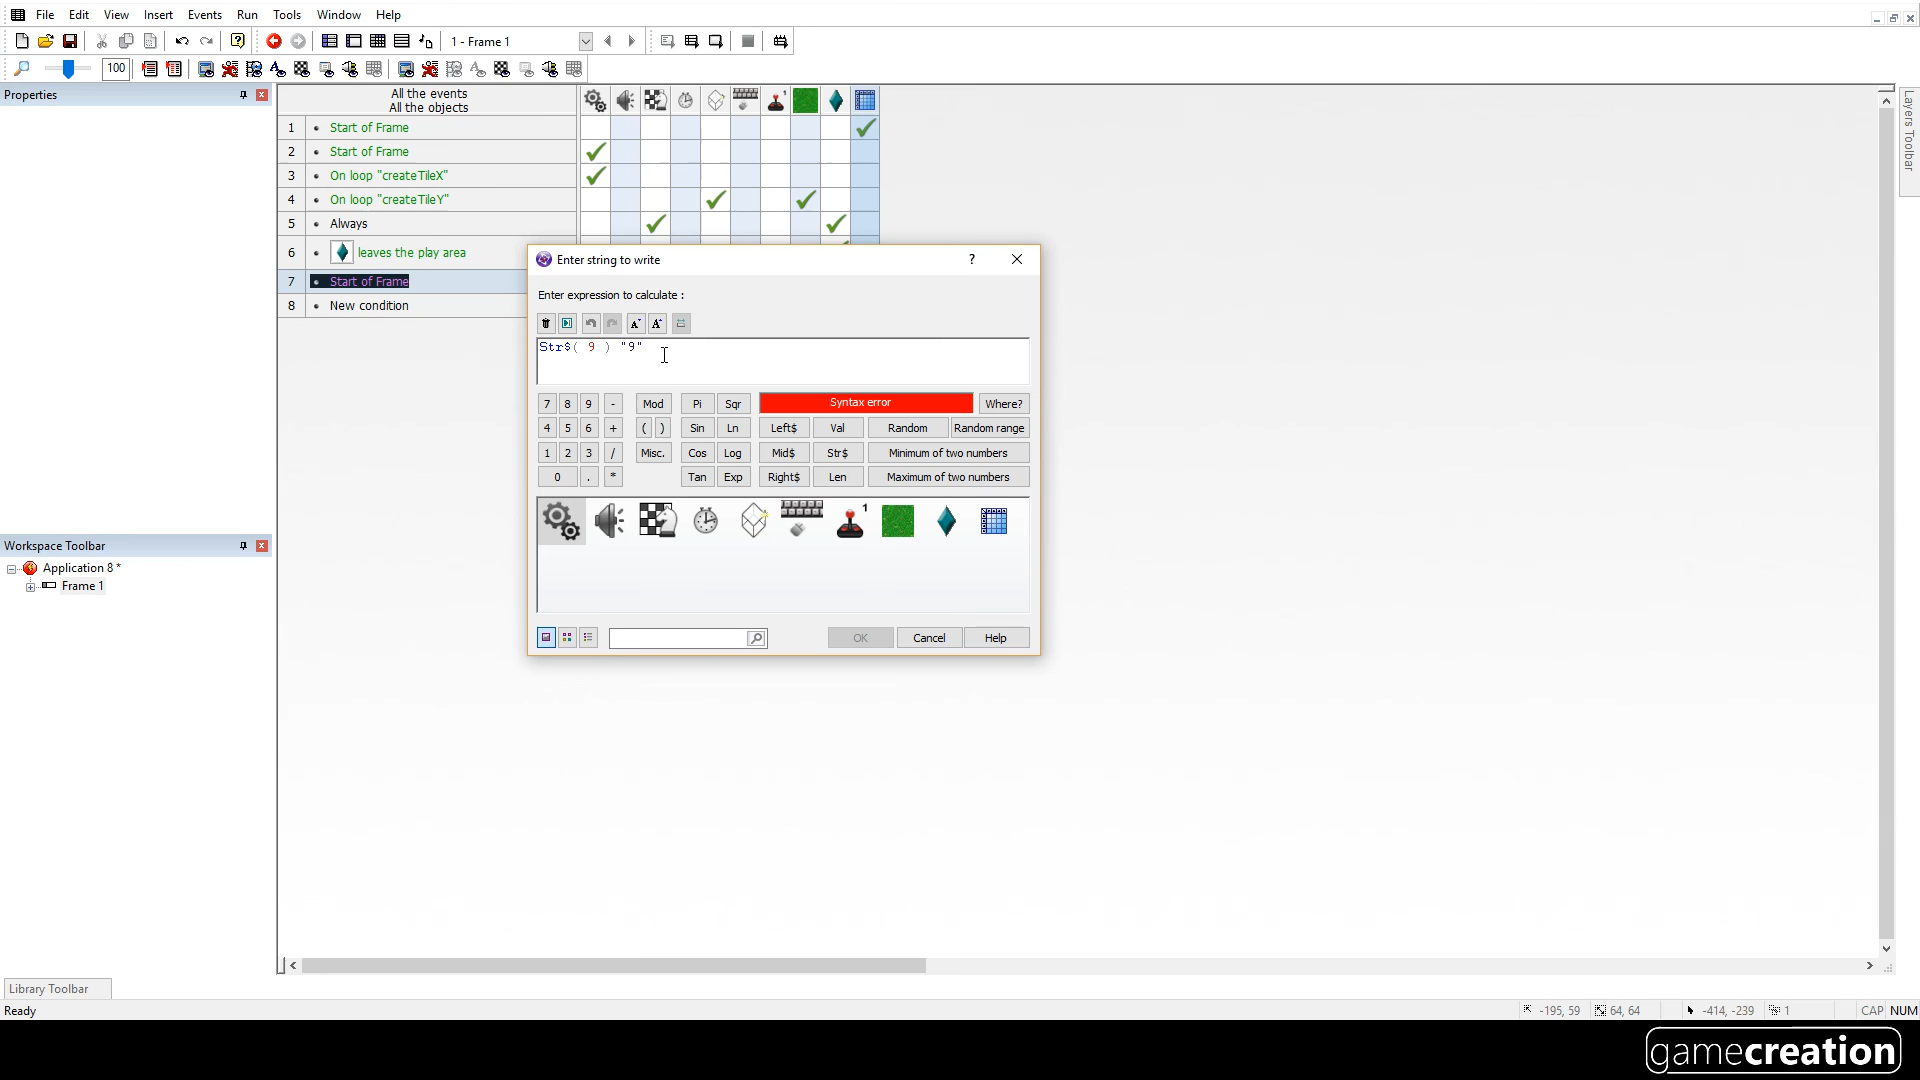 File Edit View Insert Events Run Tools Window Help
1 - Frame 1
100
Properties
All the events
All the objects
1 • Start of Frame
2 • Start of Frame
3 • On loop "createTileX"
4 • On loop "createTileY"
5 • Always
6 • leaves the play area
7 • Start of Frame
8 • New condition
Layers Toolbar
Enter string to write
?
Enter expression to calculate :
Str$( 9 ) "9"
7 8 9 - Mod Pi Sqr Syntax error Where?
4 5 6 + ( ) Sin Ln Left$ Val Random Random range
1 2 3 / Misc. Cos Log Mid$ Str$ Minimum of two numbers
0 . * Tan Exp Right$ Len Maximum of two numbers
1
OK Cancel Help
Workspace Toolbar
Application 8 *
Frame 1
Library Toolbar
Ready
-195, 59 64, 64 -414, -239 1 CAP NUM
gamecreation